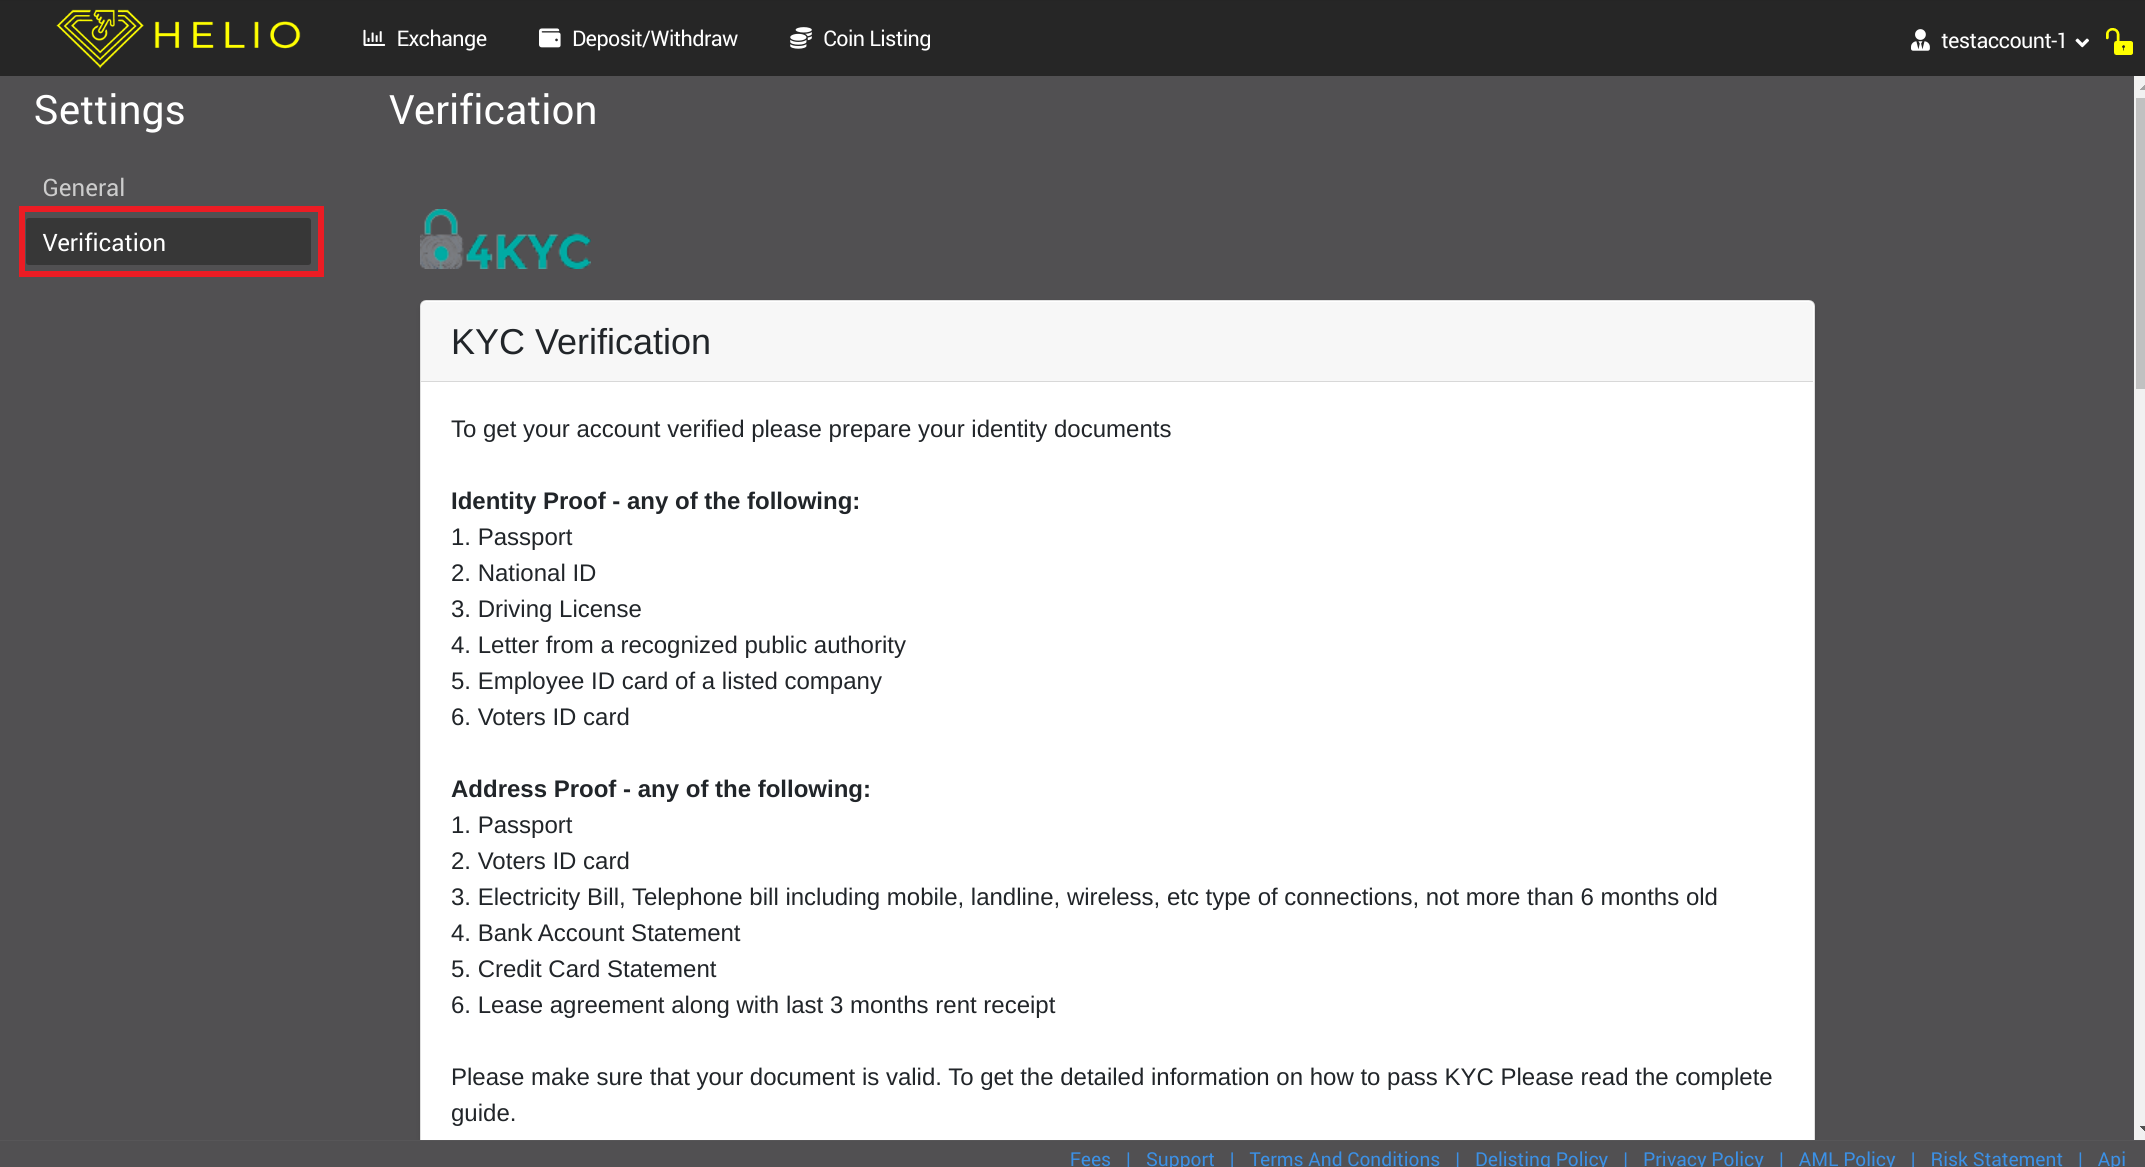 HELIO
Exchange
Deposit/Withdraw
Coin Listing
testaccount-1
Settings
Verification
General
Verification
4KYC
KYC Verification
To get your account verified please prepare your identity documents
Identity Proof - any of the following:
1. Passport
2. National ID
3. Driving License
4. Letter from a recognized public authority
5. Employee ID card of a listed company
6. Voters ID card
Address Proof - any of the following:
1. Passport
2. Voters ID card
3. Electricity Bill, Telephone bill including mobile, landline, wireless, etc type of connections, not more than 6 months old
4. Bank Account Statement
5. Credit Card Statement
6. Lease agreement along with last 3 months rent receipt
Please make sure that your document is valid. To get the detailed information on how to pass KYC Please read the complete
guide.
Fees | Support | Terms And Conditions | Delisting Policy | Privacy Policy | AML Policy | Risk Statement | Api